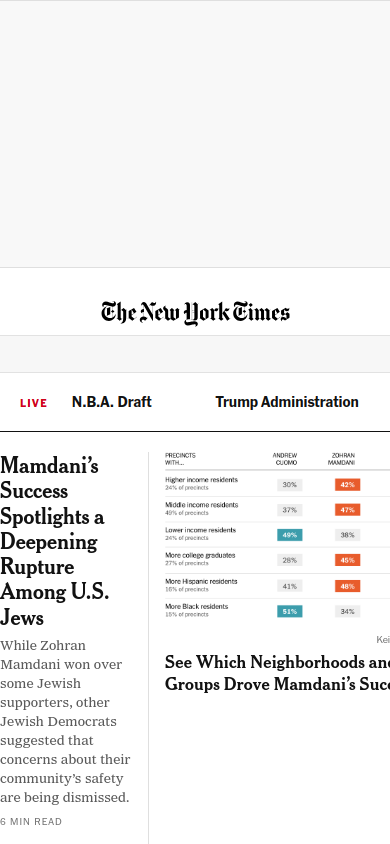 The New York Times
LIVE N.B.A. Draft Trump Administration
Mamdani's
Success
Spotlights a
Deepening
Rupture
Among U.S.
Jews
While Zohran
Mamdani won over
some Jewish
supporters, other
Jewish Democrats
suggested that
concerns about their
community's safety
are being dismissed.
6 MIN READ
PRECINCTS WITH... ANDREW CUOMO ZOHRAN MAMDANI
Higher income residents 30% 42%
24% of precincts
Middle income residents 37% 47%
49% of precincts
Lower income residents 49% 38%
24% of precincts
More college graduates 28% 45%
27% of precincts
More Hispanic residents 41% 48%
16% of precincts
More Black residents 51% 34%
15% of precincts
See Which Neighborhoods and
Groups Drove Mamdani's